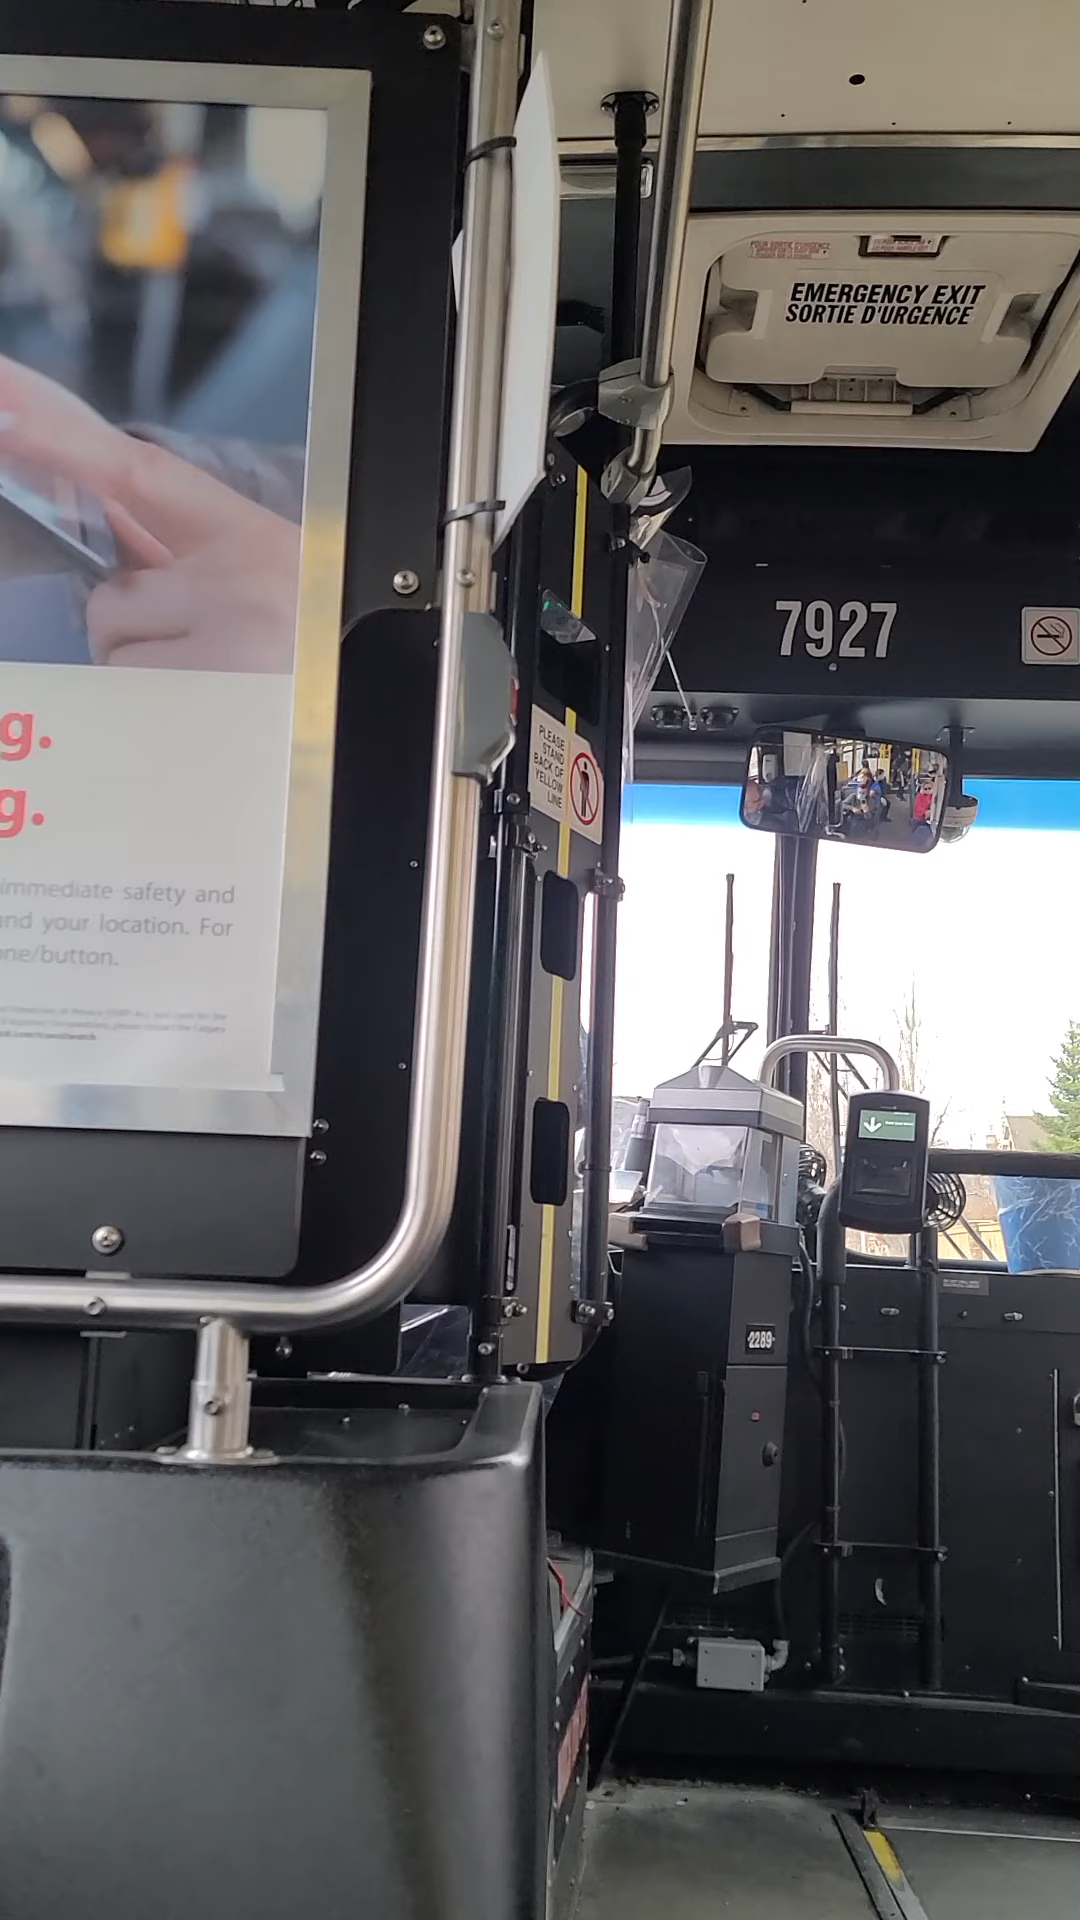 EMERGENCY EXIT
SORTIE D'URGENCE
7927
PLEASE
STAND
BACK OF
YELLOW
LINE
g.
g.
immediate safety and
and your location. For
one/button.
2289